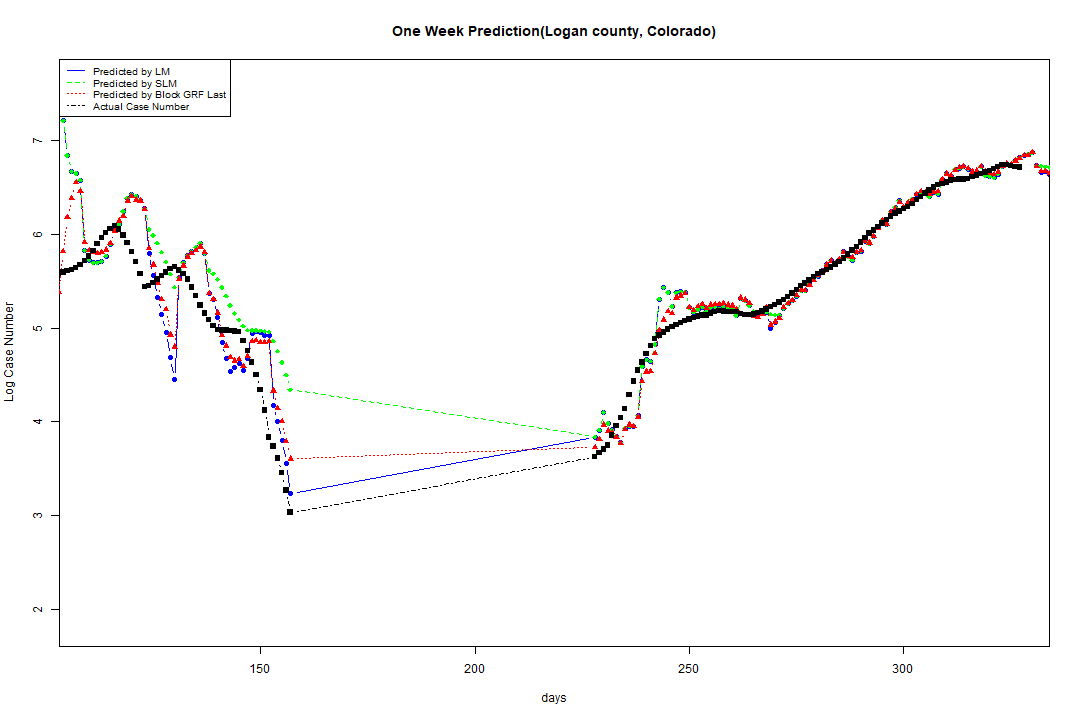 One Week Prediction(Logan county, Colorado)
Predicted by LM
Predicted by SLM
Predicted by Block GRF Last
Actual Case Number
7
6
5
4
3
2
Log Case Number
150
200
250
300
days